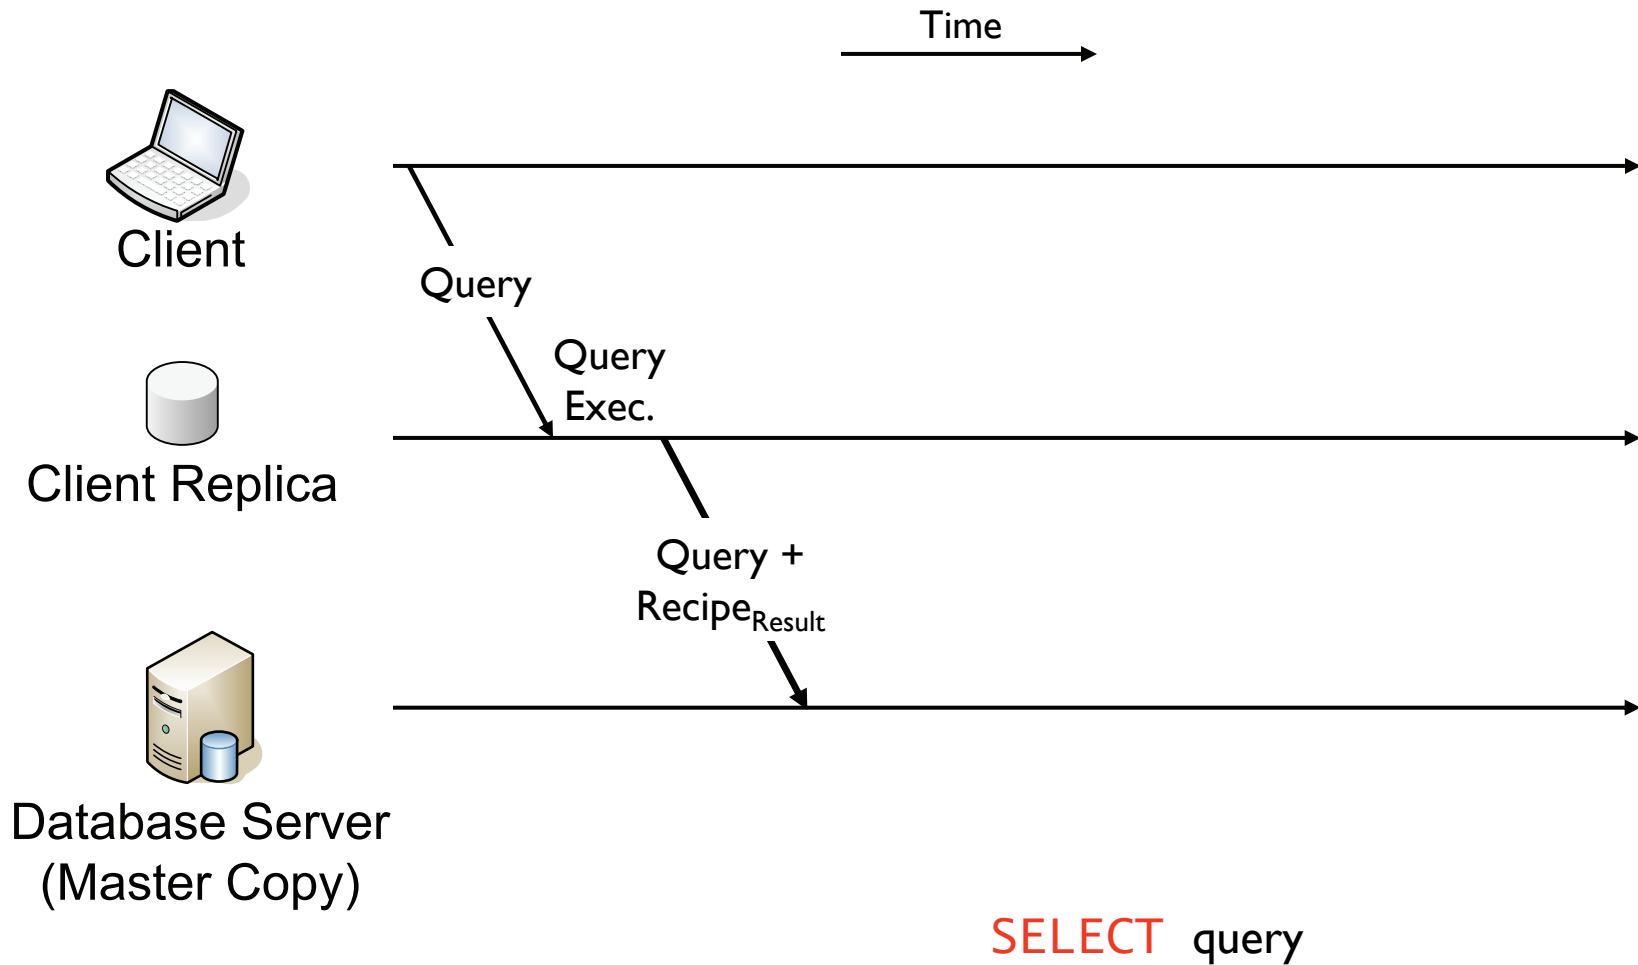 Time
Client
Query
Query
Exec.
Client Replica
Query +
RecipeResult
Database Server
(Master Copy)
SELECT query